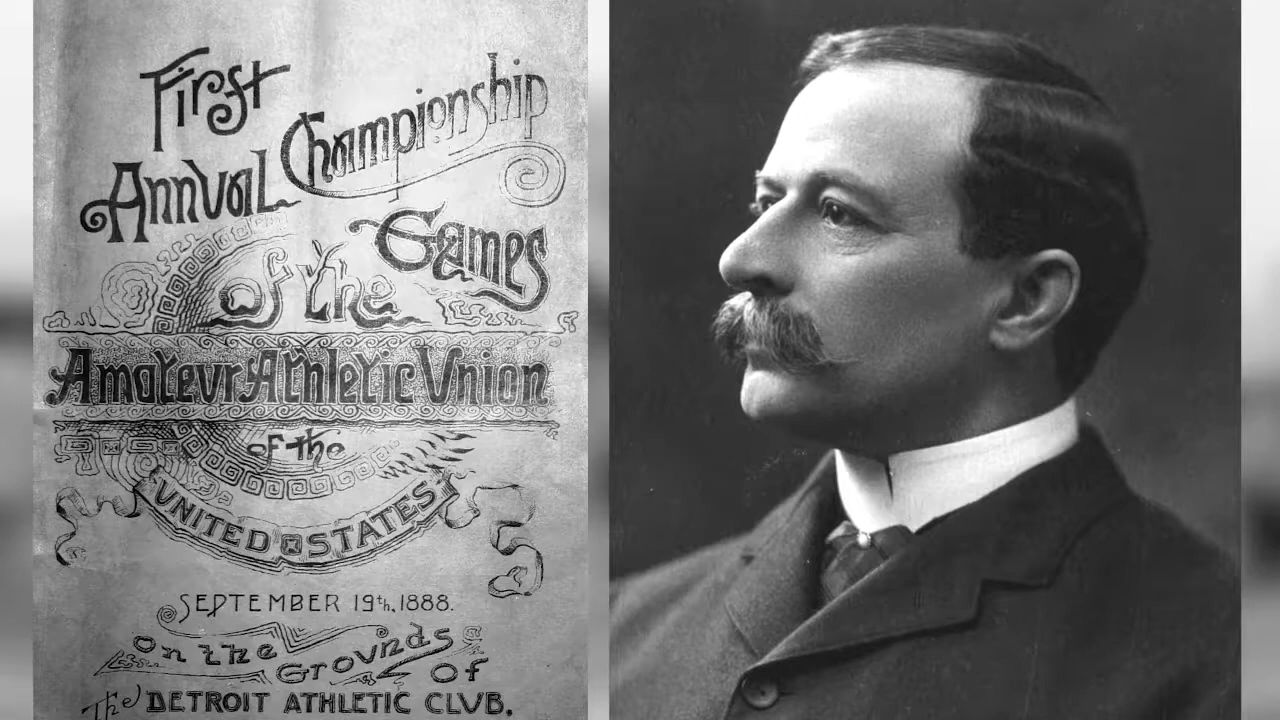 First
Championship
Annual
Games
of the
Amateur Athletic Union
of the
UNITED STATES
SEPTEMBER 19th, 1888.
On the
Grounds
of
The DETROIT ATHLETIC CLUB.